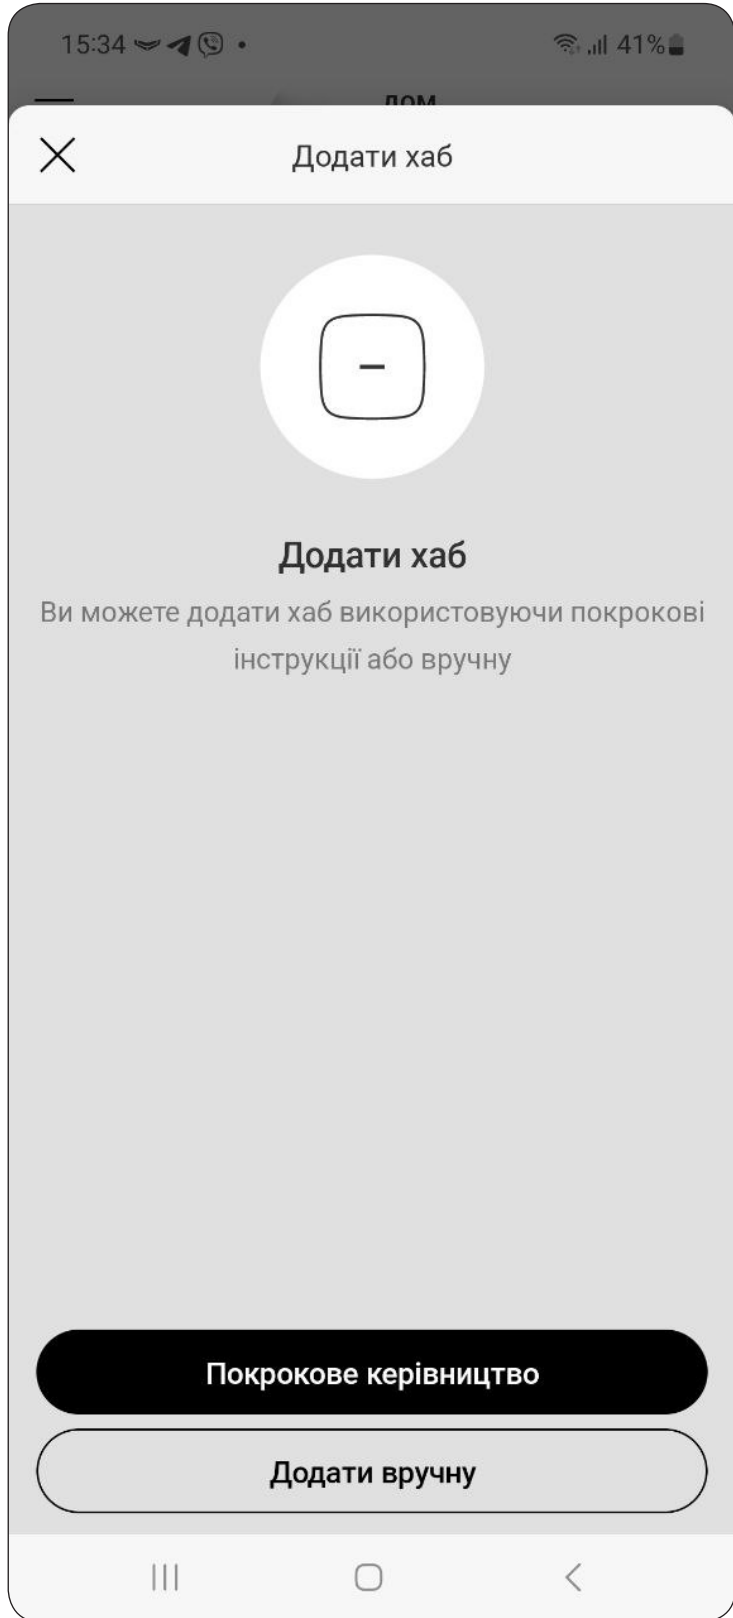 15:34
41%
дом
Додати хаб
Додати хаб
Ви можете додати хаб використовуючи покрокові
інструкції або вручну
Покрокове керівництво
Додати вручну